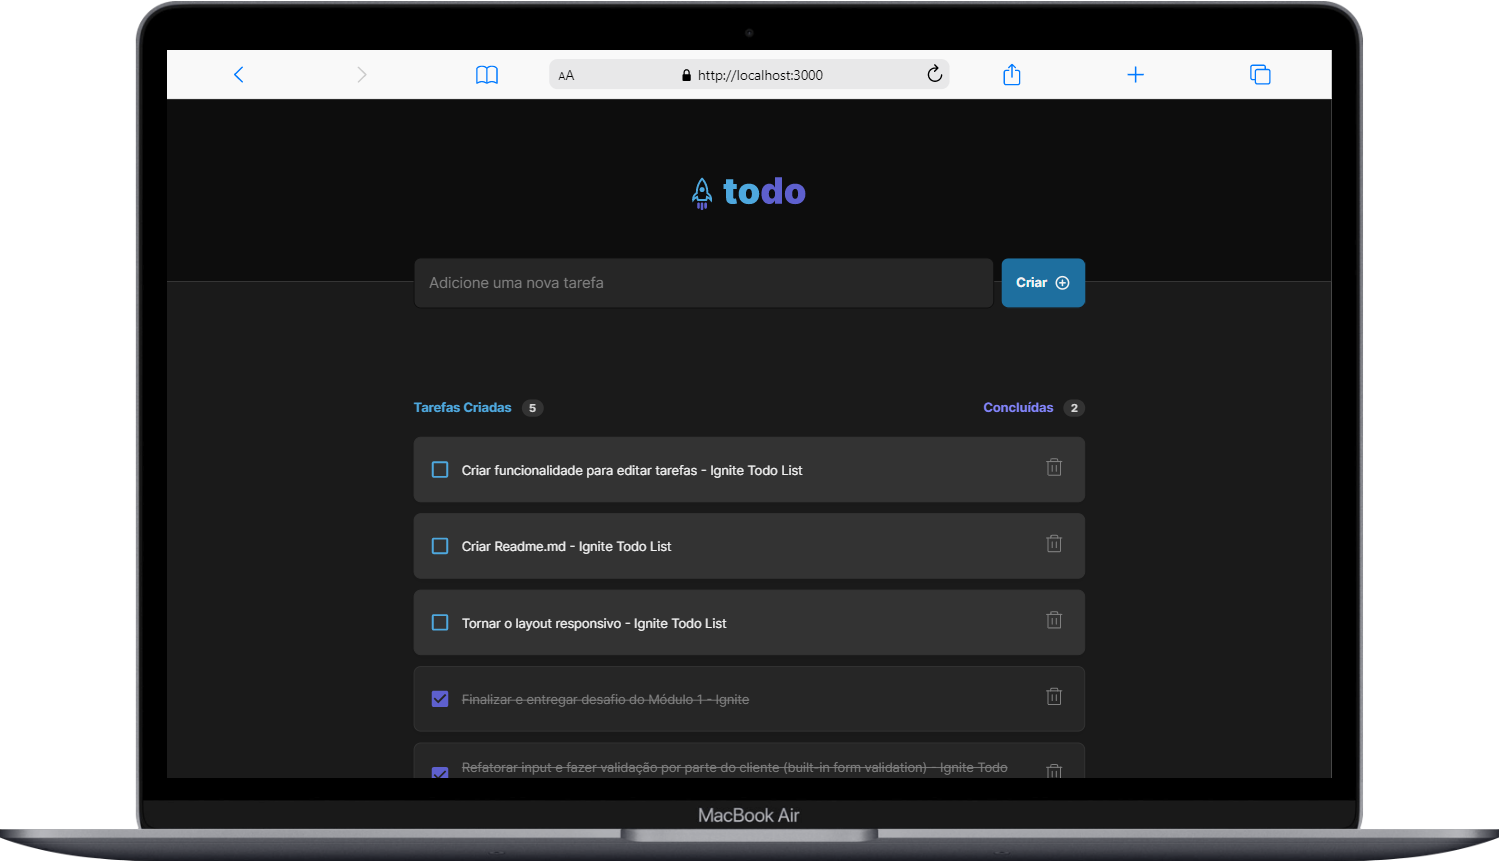 AA
http://localhost:3000
todo
Adicione uma nova tarefa
Criar
Tarefas Criadas 5
Concluídas 2
Criar funcionalidade para editar tarefas - Ignite Todo List
Criar Readme.md - Ignite Todo List
Tornar o layout responsivo - Ignite Todo List
Finalizar e entregar desafio do Módulo 1 - Ignite
Refatorar input e fazer validação por parte do cliente (built-in form validation) - Ignite Todo
MacBook Air